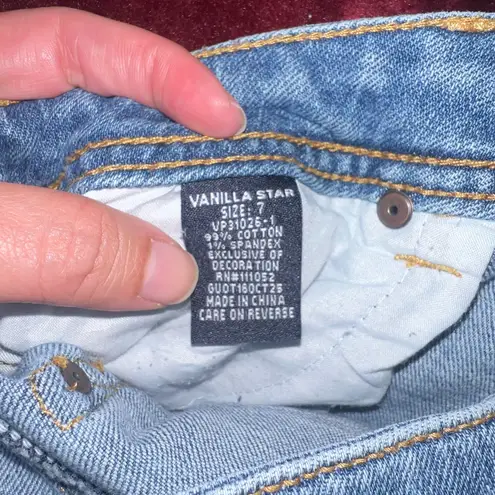 VANILLA STAR
SIZE: 7
VP31026-1
99% COTTON
1% SPANDEX
EXCLUSIVE OF
DECORATION
RN#111052
GUOT160CT25
MADE IN CHINA
CARE ON REVERSE